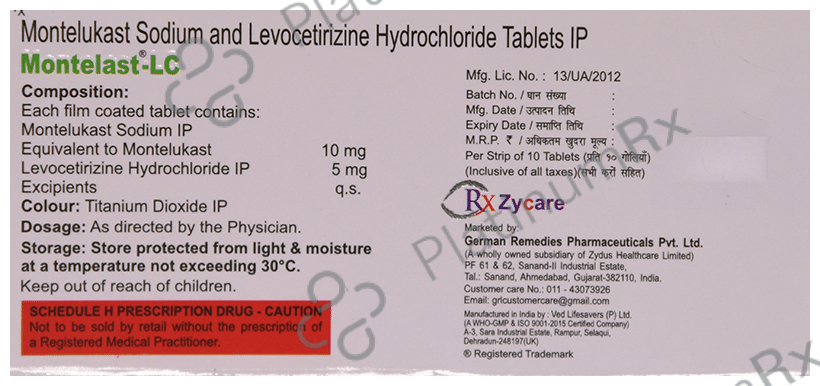 Rx
Montelukast Sodium and Levocetirizine Hydrochloride Tablets IP
Montelast®-LC
Composition:
Each film coated tablet contains:
Montelukast Sodium IP
Equivalent to Montelukast 10 mg
Levocetirizine Hydrochloride IP 5 mg
Excipients q.s.
Colour: Titanium Dioxide IP
Dosage: As directed by the Physician.
Storage: Store protected from light & moisture
at a temperature not exceeding 30°C.
Keep out of reach of children.
SCHEDULE H PRESCRIPTION DRUG - CAUTION
Not to be sold by retail without the prescription of
a Registered Medical Practitioner.
Mfg. Lic. No. : 13/UA/2012
Batch No. / घान संख्या :
Mfg. Date / उत्पादन तिथि :
Expiry Date / समाप्ति तिथि :
M.R.P. ₹ / अधिकतम खुदरा मूल्य :
Per Strip of 10 Tablets (प्रति १० गोलियाँ)
(Inclusive of all taxes)(सभी करों सहित)
Rx Zycare
Marketed by:
German Remedies Pharmaceuticals Pvt. Ltd.
(A wholly owned subsidiary of Zydus Healthcare Limited)
PF 61 & 62, Sanand-II Industrial Estate,
Tal.: Sanand, Ahmedabad, Gujarat-382110, India.
Customer care No.: 011 - 43073926
Email: grlcustomercare@gmail.com
Manufactured in India by : Ved Lifesavers (P) Ltd.
(A WHO-GMP & ISO 9001-2015 Certified Company)
A-3, Sara Industrial Estate, Rampur, Selaqui,
Dehradun-248197(UK)
® Registered Trademark
PlatinumRx
PlatinumRx